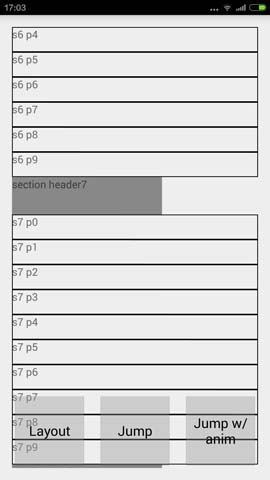 17:03
s6 p4
s6 p5
s6 p6
s6 p7
s6 p8
s6 p9
section header7
s7 p0
s7 p1
s7 p2
s7 p3
s7 p4
s7 p5
s7 p6
s7 p7
s7 p8
s7 p9
Layout
Jump
Jump w/
anim